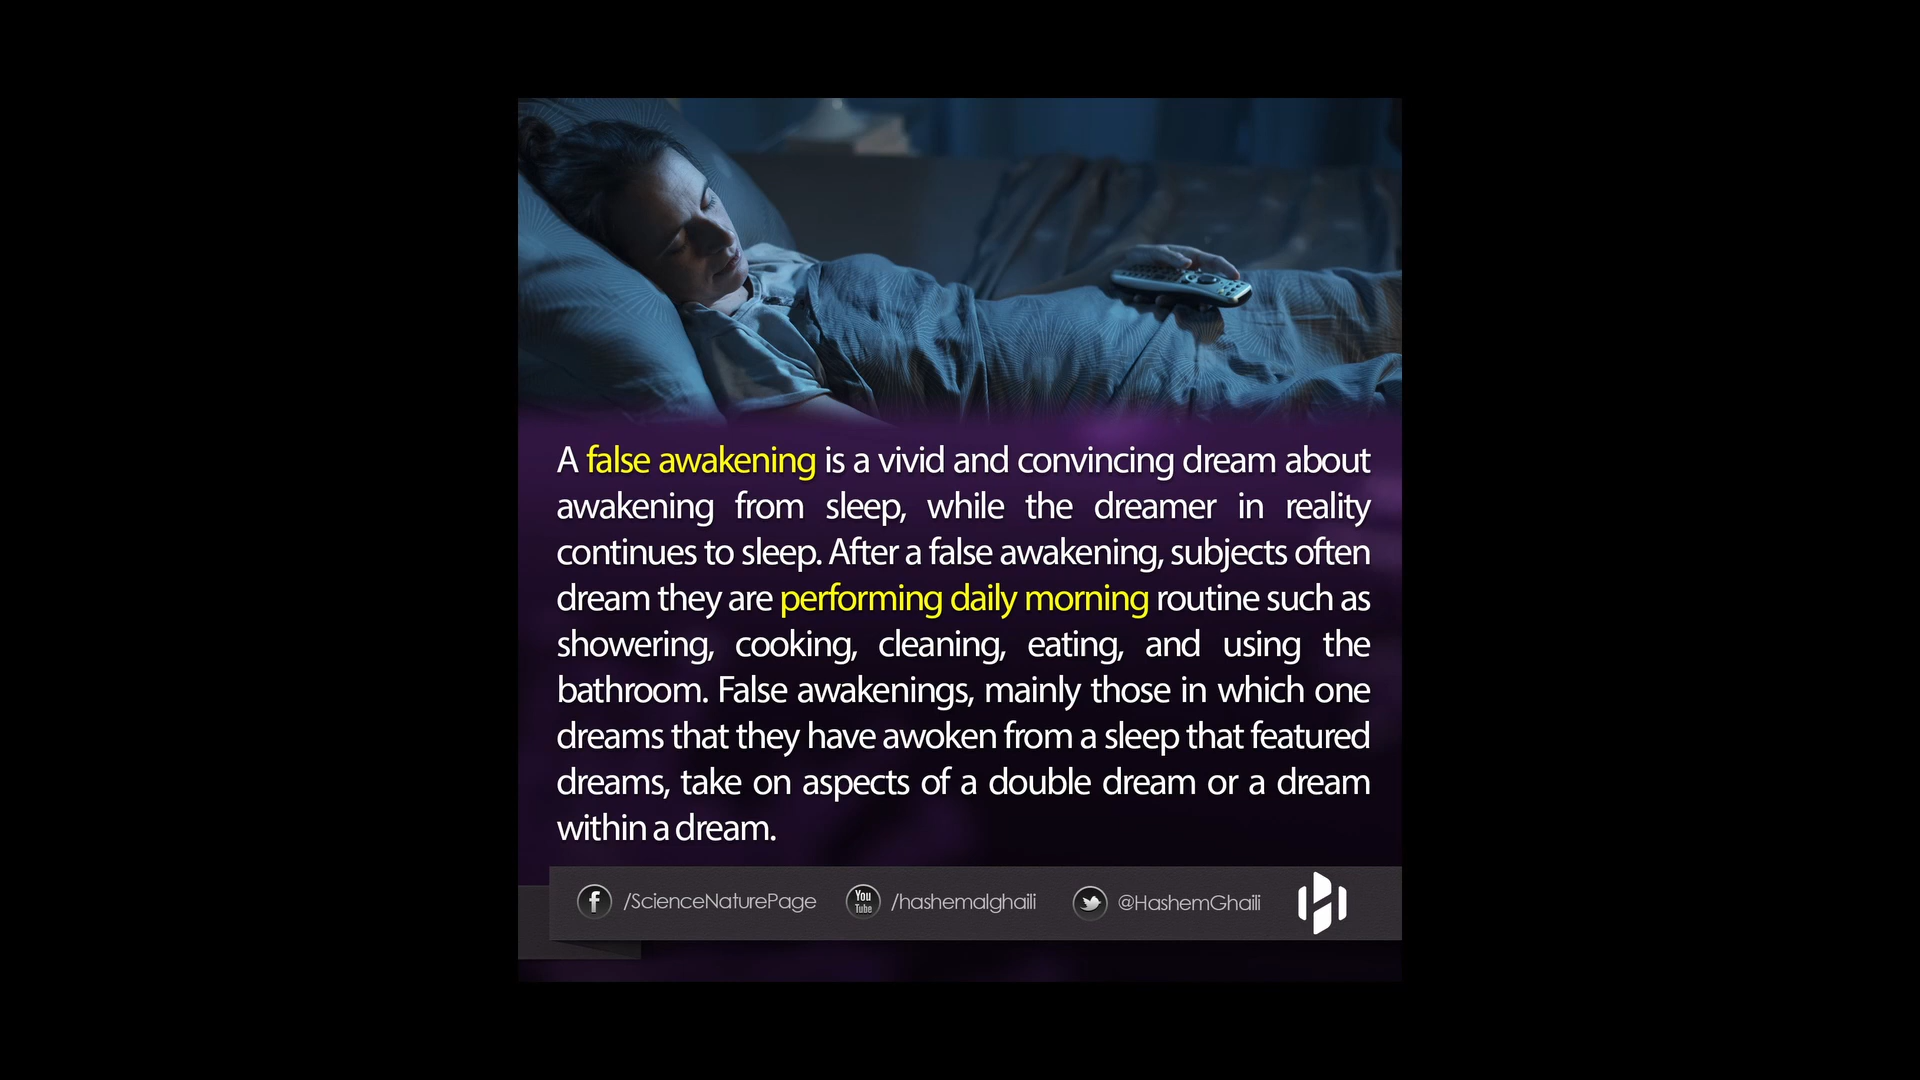 A false awakening is a vivid and convincing dream about
awakening from sleep, while the dreamer in reality
continues to sleep. After a false awakening, subjects often
dream they are performing daily morning routine such as
showering, cooking, cleaning, eating, and using the
bathroom. False awakenings, mainly those in which one
dreams that they have awoken from a sleep that featured
dreams, take on aspects of a double dream or a dream
within a dream.
f /ScienceNaturePage You Tube /hashemalghaili @HashemGhaili